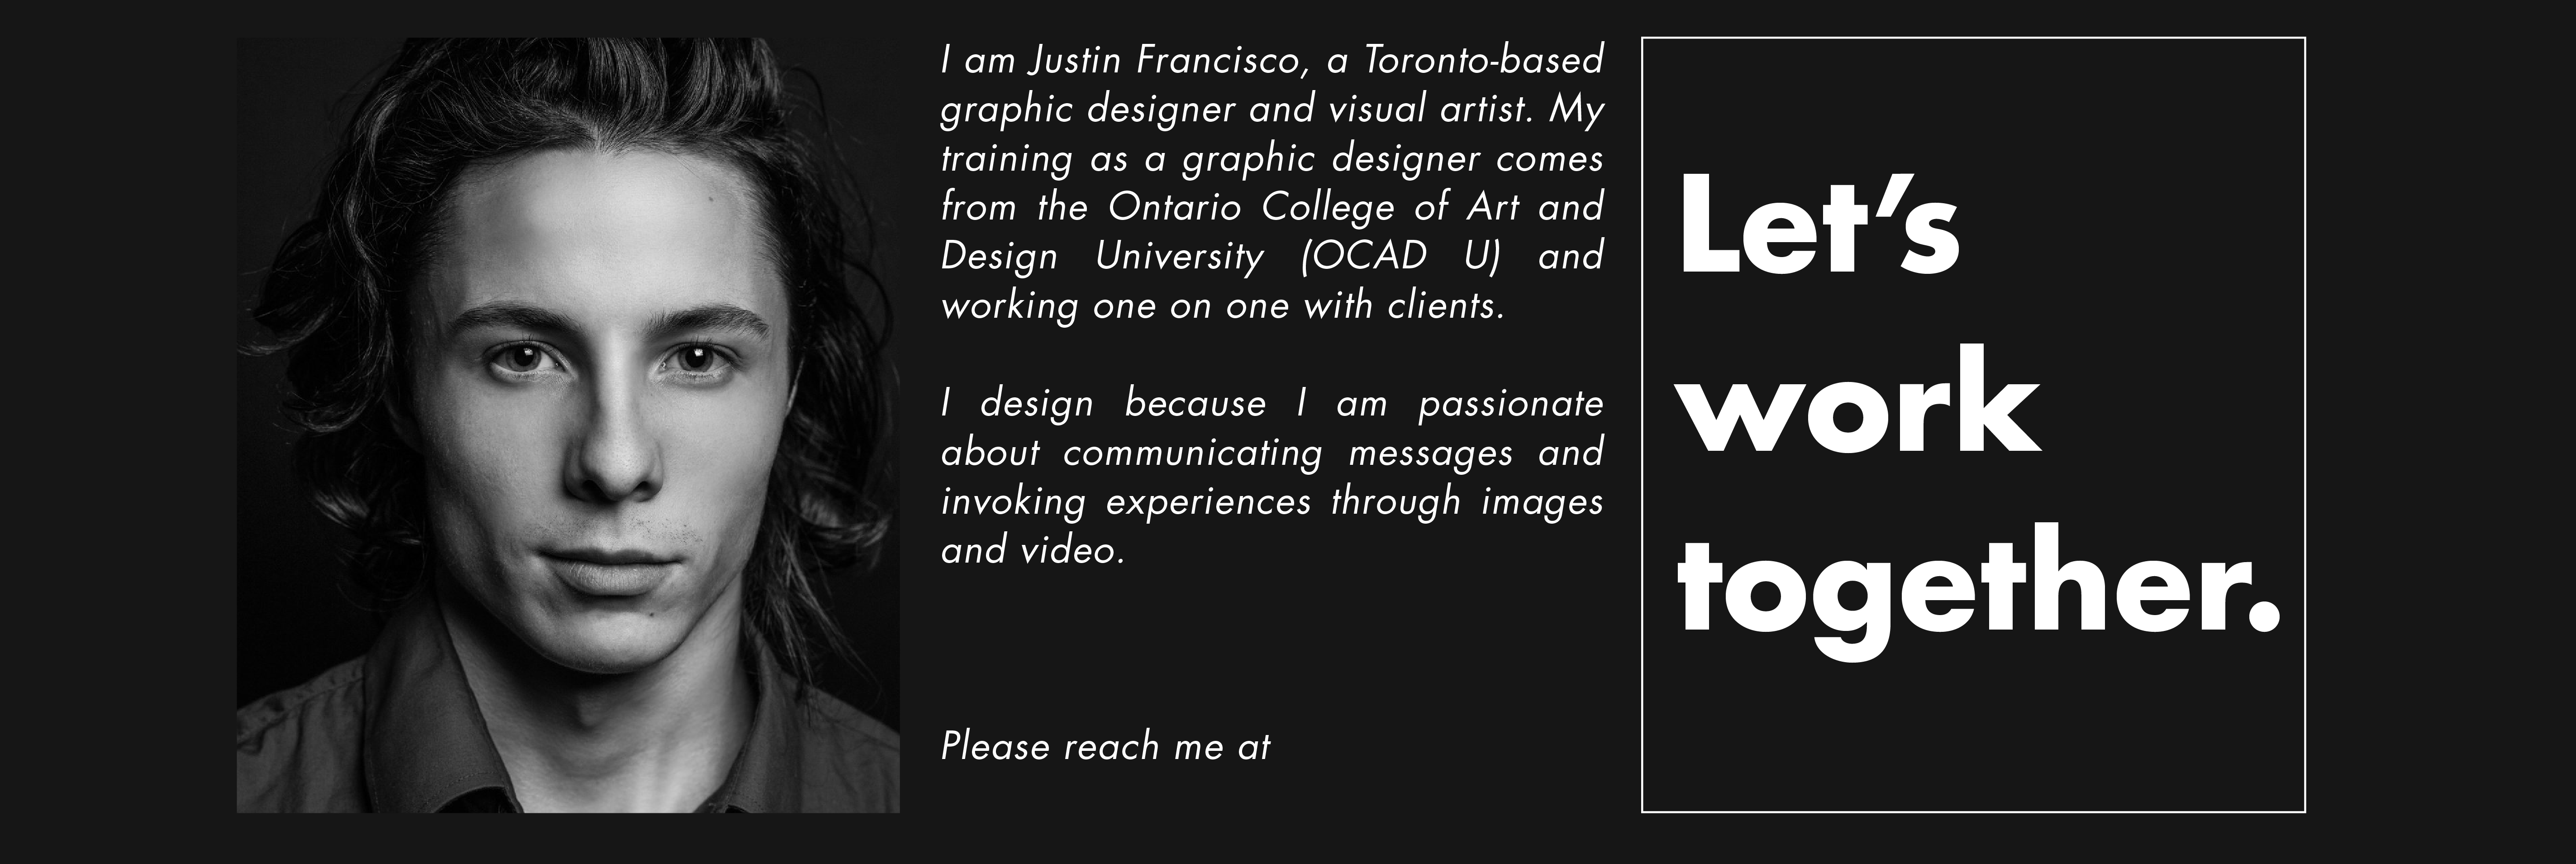 I am Justin Francisco, a Toronto-based
graphic designer and visual artist. My
training as a graphic designer comes
from the Ontario College of Art and
Design University (OCAD U) and
working one on one with clients.
I design because I am passionate
about communicating messages and
invoking experiences through images
and video.
Please reach me at
Let’s
work
together.